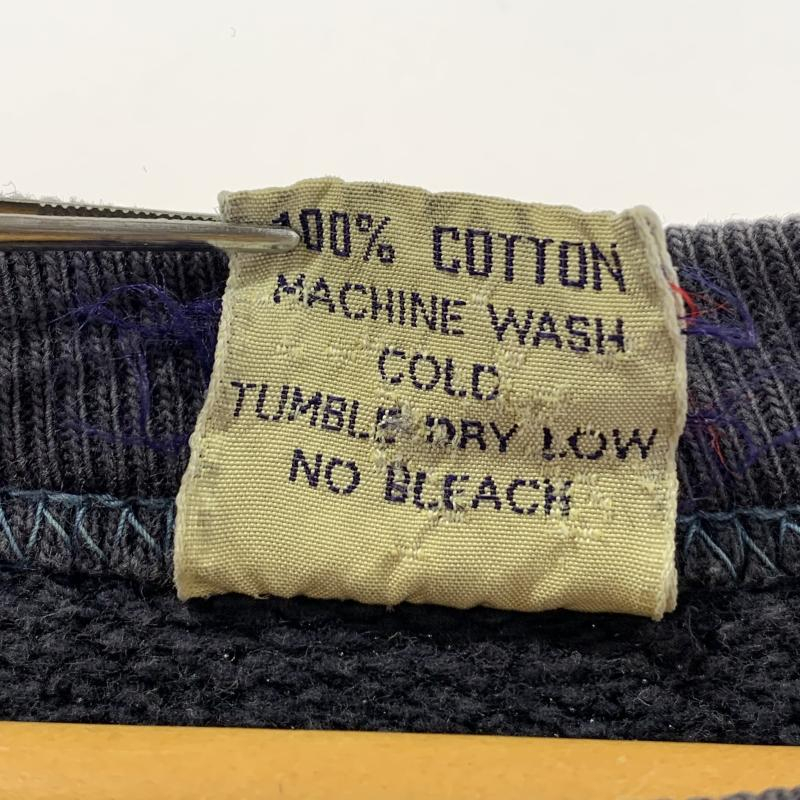 100% COTTON
MACHINE WASH
COLD
TUMBLE DRY LOW
NO BLEACH